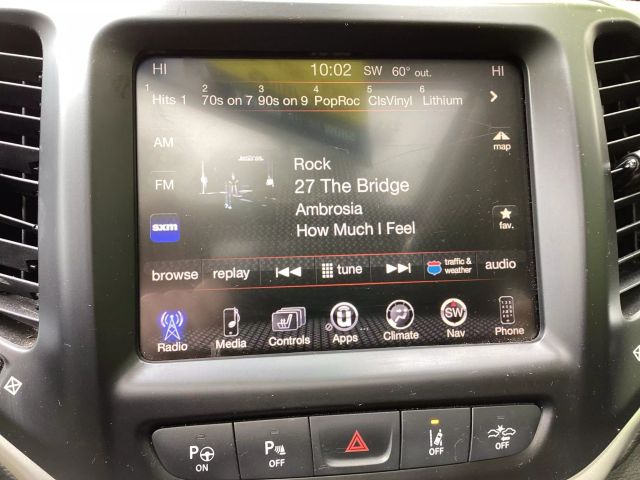 HI 10:02 SW 60° out. HI
1 Hits 1 2 70s on 7 3 90s on 9 4 PopRoc 5 ClsVinyl 6 Lithium
AM
map
Rock
FM
27 The Bridge
Ambrosia
sxm
fav.
How Much I Feel
browse replay tune traffic & weather audio
SW
Radio Media Controls Apps Climate Nav Phone
P ON
P OFF
OFF
OFF